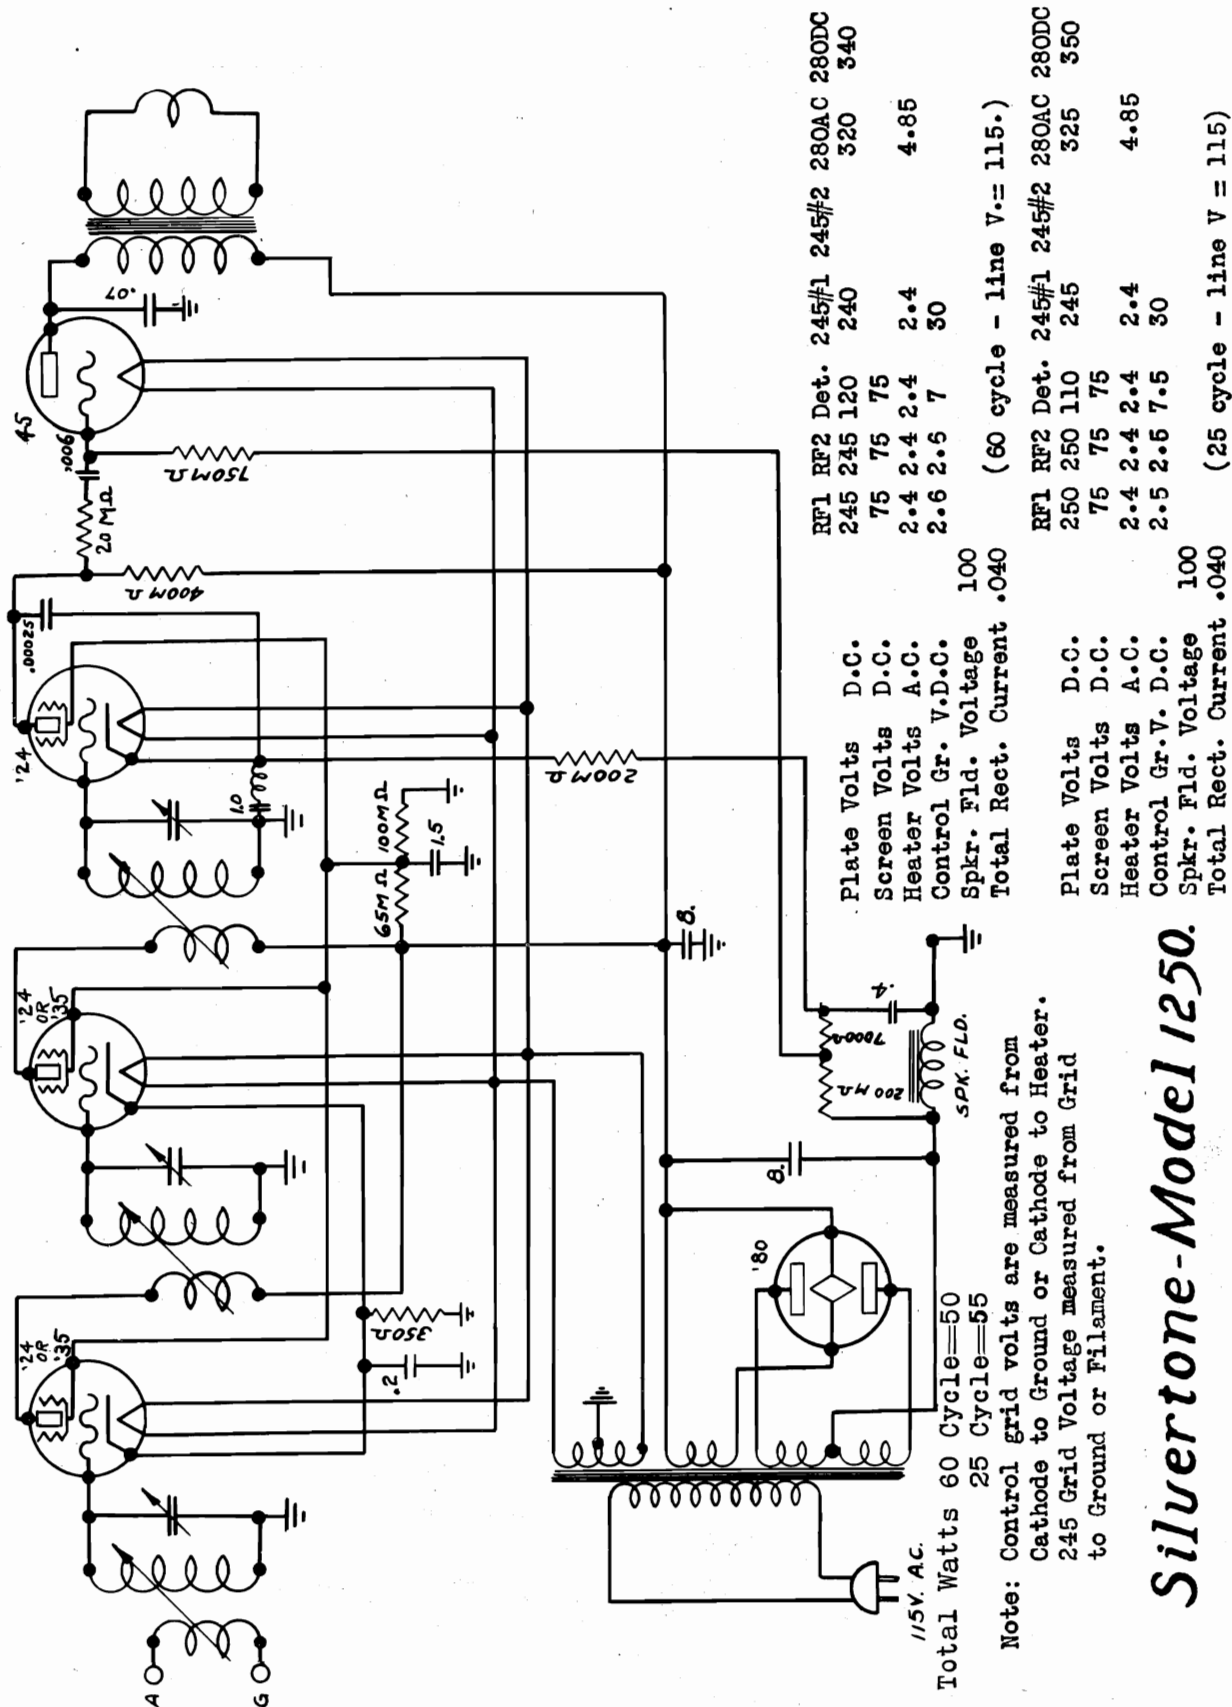 A
G
'24
OR
'35
'24
OR
'35
'24
.00025
20 MΩ
.006
45
.07
750MΩ
400MΩ
1.0
65M Ω
100M Ω
1.5
200MΩ
350Ω
.2
8.
8.
.4
7000Ω
200 MΩ
SPK. FLD.
'80
115V. A.C.
Total Watts 60 Cycle=50
25 Cycle=55
Note: Control grid volts are measured from
Cathode to Ground or Cathode to Heater.
245 Grid Voltage measured from Grid
to Ground or Filament.
Silvertone-Model 1250.
RF1 RF2 Det. 245#1 245#2 280AC 280DC
Plate Volts D.C. 245 245 120 240 320 340
Screen Volts D.C. 75 75 75
Heater Volts A.C. 2.4 2.4 2.4 2.4 4.85
Control Gr. V.D.C. 2.6 2.6 7 30
Spkr. Fld. Voltage 100
Total Rect. Current .040 (60 cycle - line V.= 115.)
RF1 RF2 Det. 245#1 245#2 280AC 280DC
Plate Volts D.C. 250 250 110 245 325 350
Screen Volts D.C. 75 75 75
Heater Volts A.C. 2.4 2.4 2.4 2.4 4.85
Control Gr.V. D.C. 2.5 2.5 7.5 30
Spkr. Fld. Voltage 100
Total Rect. Current .040 (25 cycle - line V = 115)